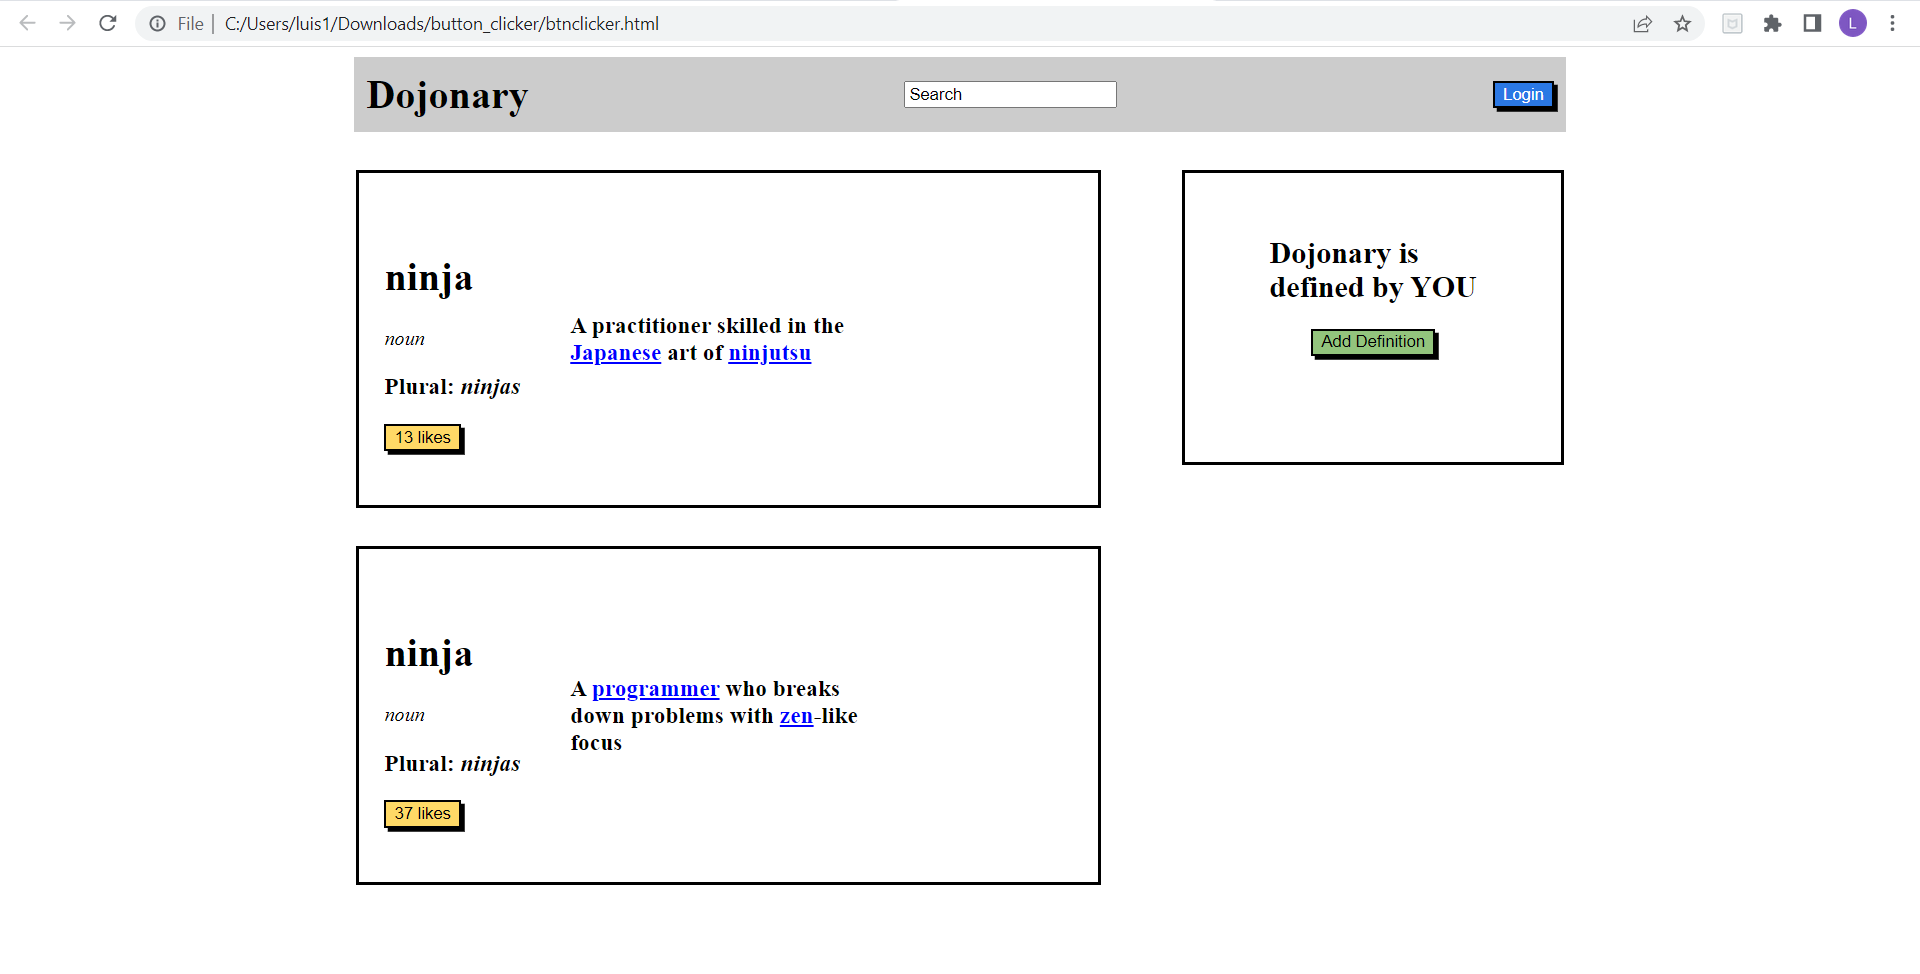 File | C:/Users/luis1/Downloads/button_clicker/btnclicker.html
L
Dojonary
Search
Login
ninja
noun
Plural: ninjas
13 likes
A practitioner skilled in the
Japanese art of ninjutsu
Dojonary is
defined by YOU
Add Definition
ninja
noun
Plural: ninjas
37 likes
A programmer who breaks
down problems with zen-like
focus